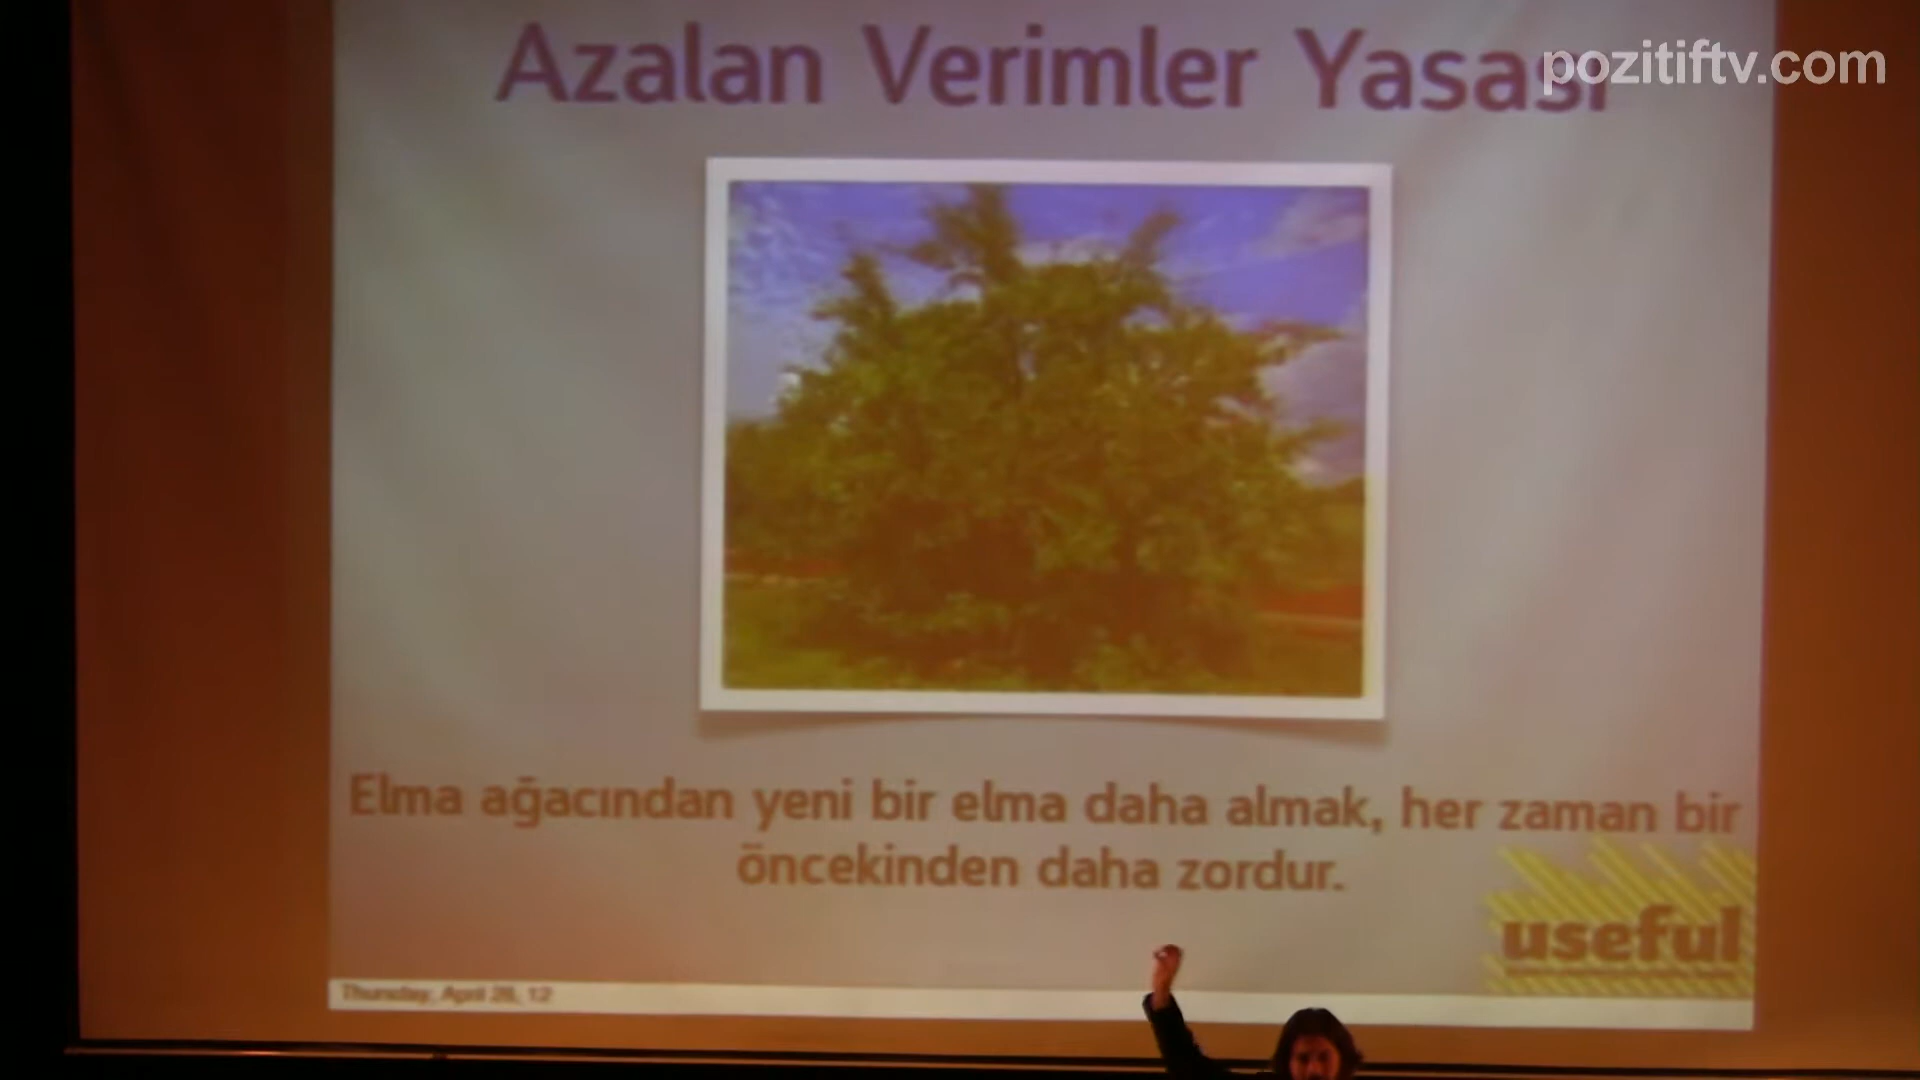 Azalan Verimler Yasası
pozitiftv.com
Elma ağacından yeni bir elma daha almak, her zaman bir
öncekinden daha zordur.
useful
Thursday, April 26, 12